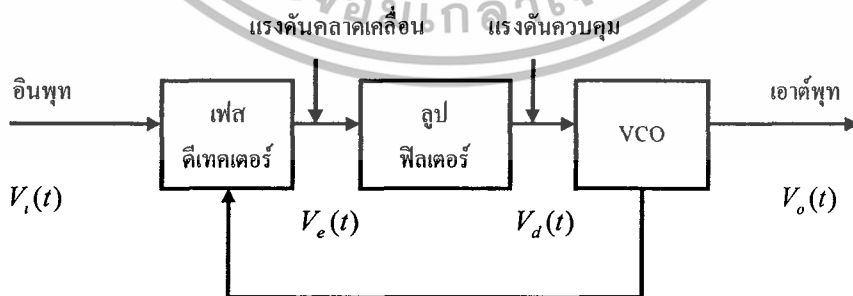 แรงดันคลาดเคลื่อน
แรงดันควบคุม
อินพุท
เฟส
ดีเทคเตอร์
ลูป
ฟิลเตอร์
VCO
เอาต์พุท
V_i(t)
V_e(t)
V_d(t)
V_o(t)